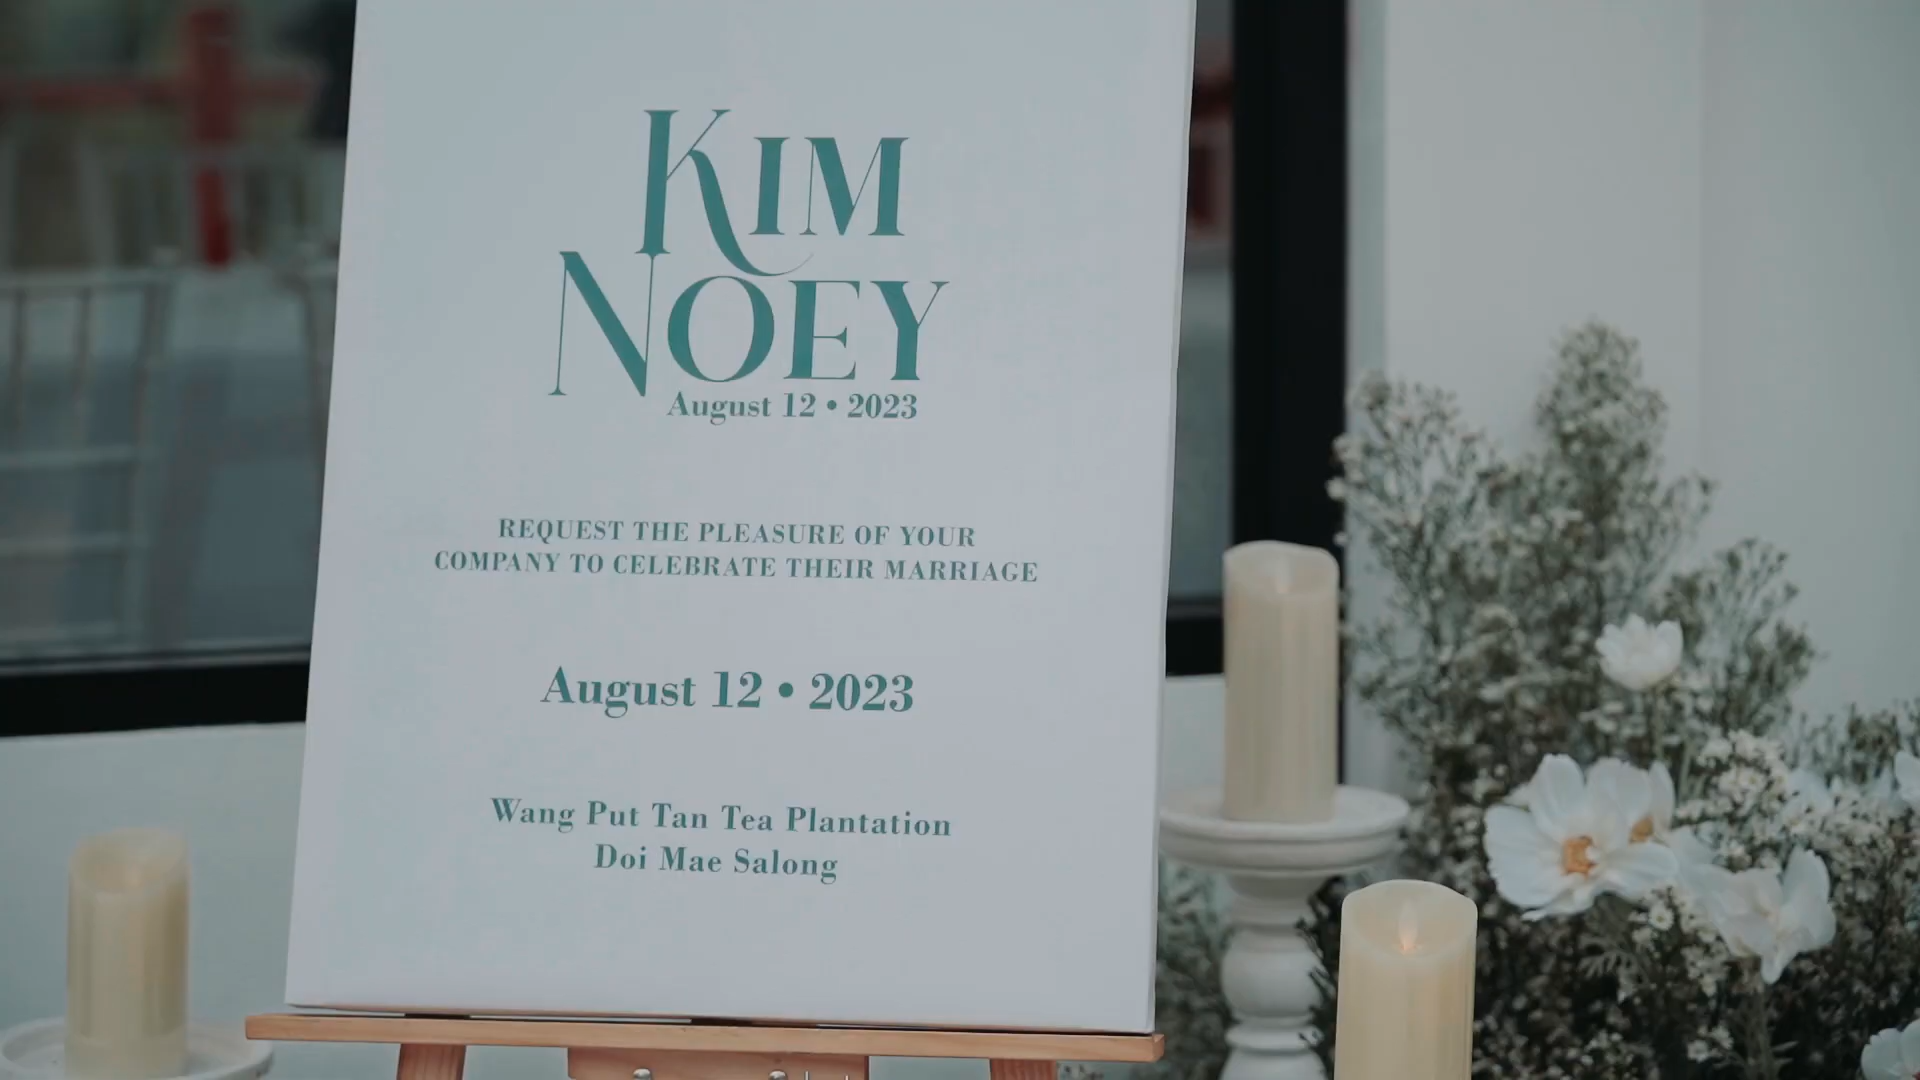 KIM
NOEY
August 12 • 2023
REQUEST THE PLEASURE OF YOUR
COMPANY TO CELEBRATE THEIR MARRIAGE
August 12 • 2023
Wang Put Tan Tea Plantation
Doi Mae Salong